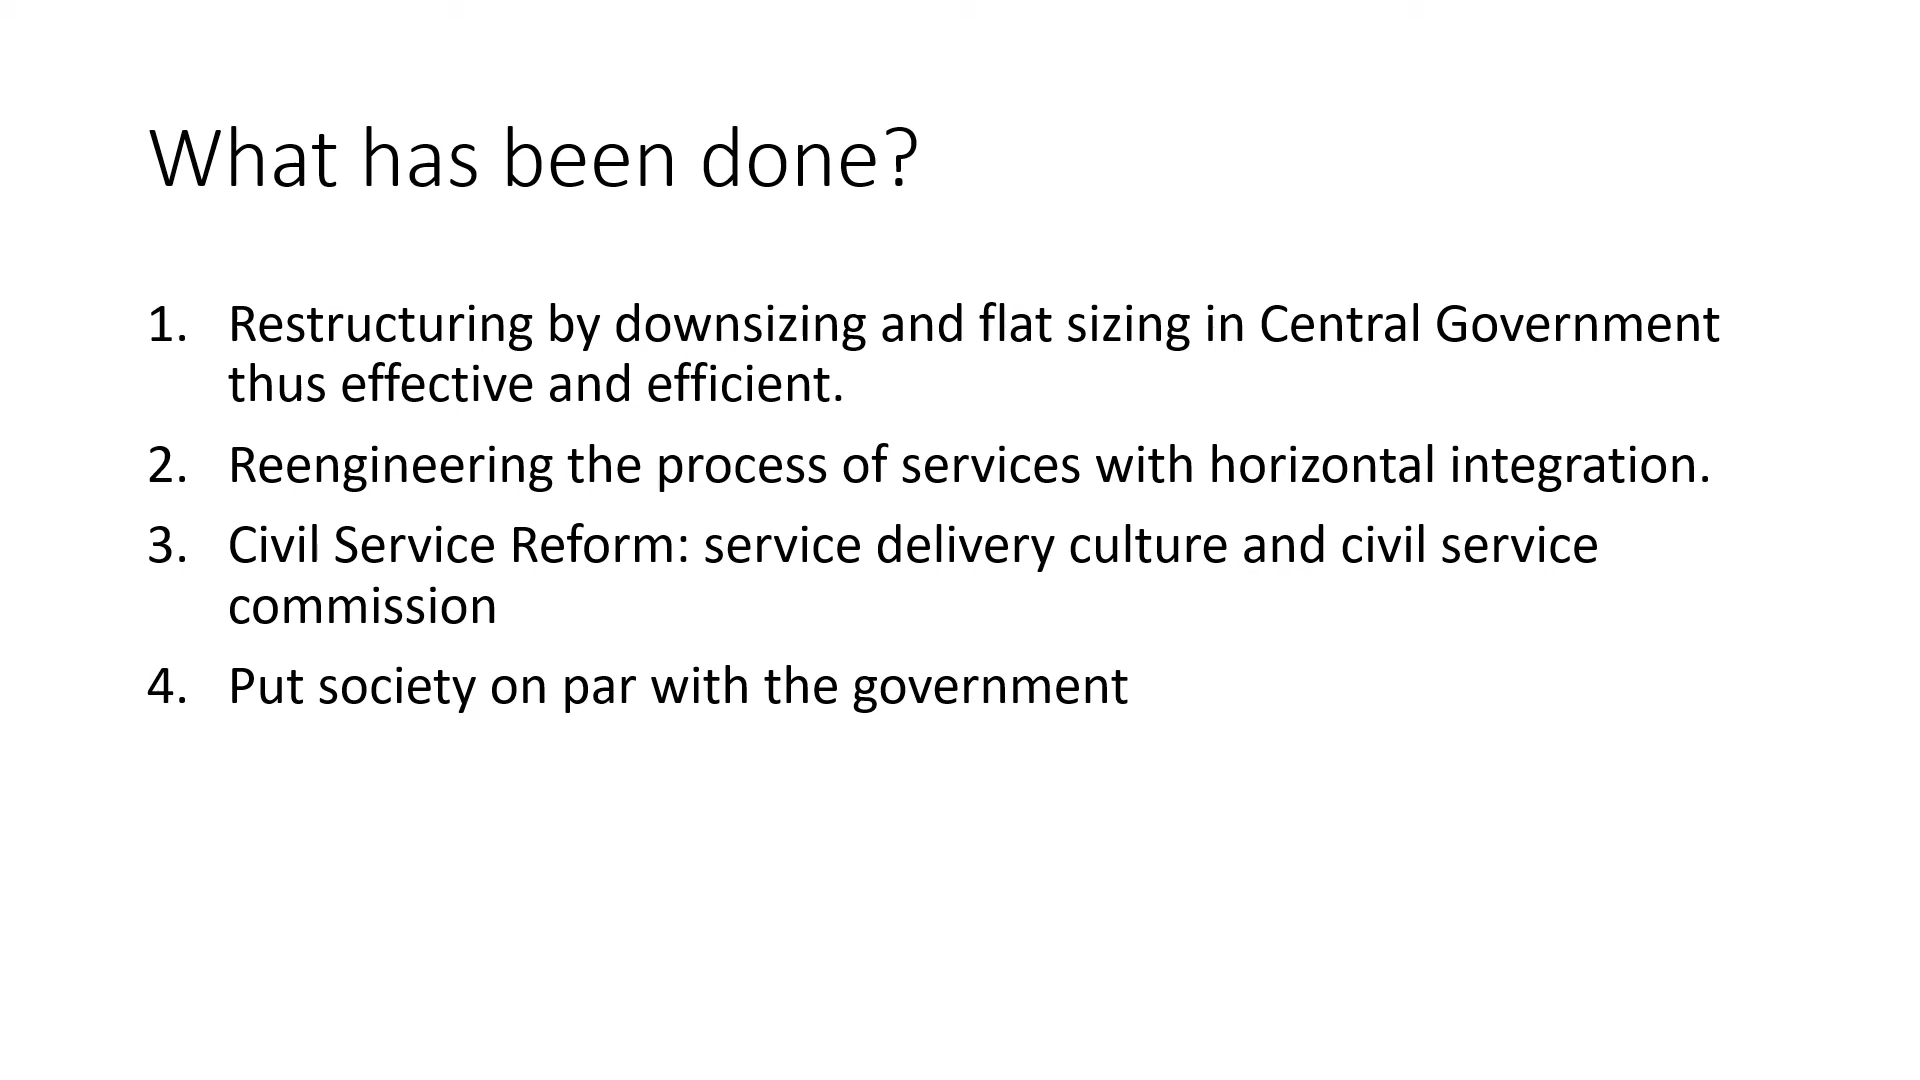 What has been done?
1. Restructuring by downsizing and flat sizing in Central Government
thus effective and efficient.
2. Reengineering the process of services with horizontal integration.
3. Civil Service Reform: service delivery culture and civil service
commission
4. Put society on par with the government